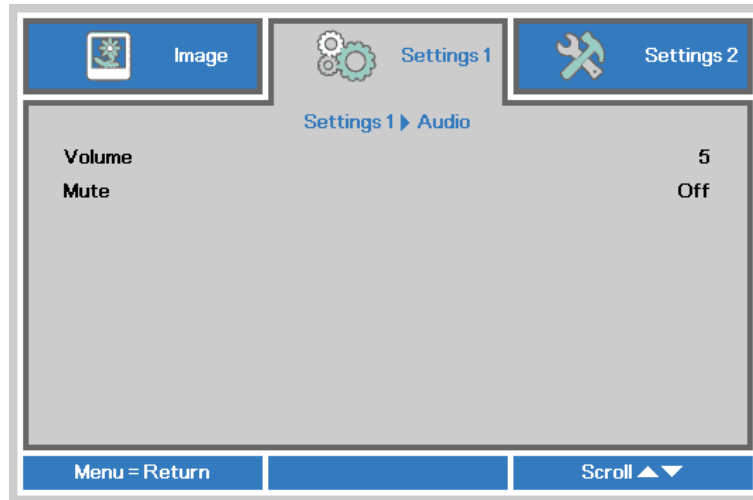 Image
Settings 1
Settings 2
Settings 1 ▶ Audio
Volume 5
Mute Off
Menu = Return
Scroll ▲▼